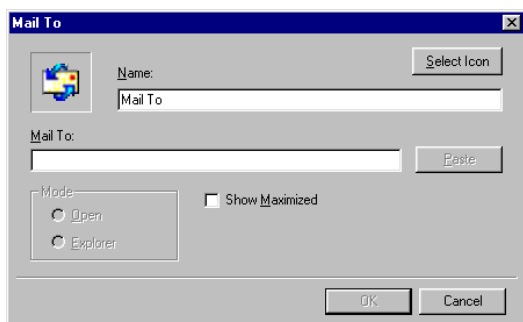 Mail To
Select Icon
Name:
Mail To
Mail To:
Paste
Mode
Open
Show Maximized
Explorer
OK
Cancel